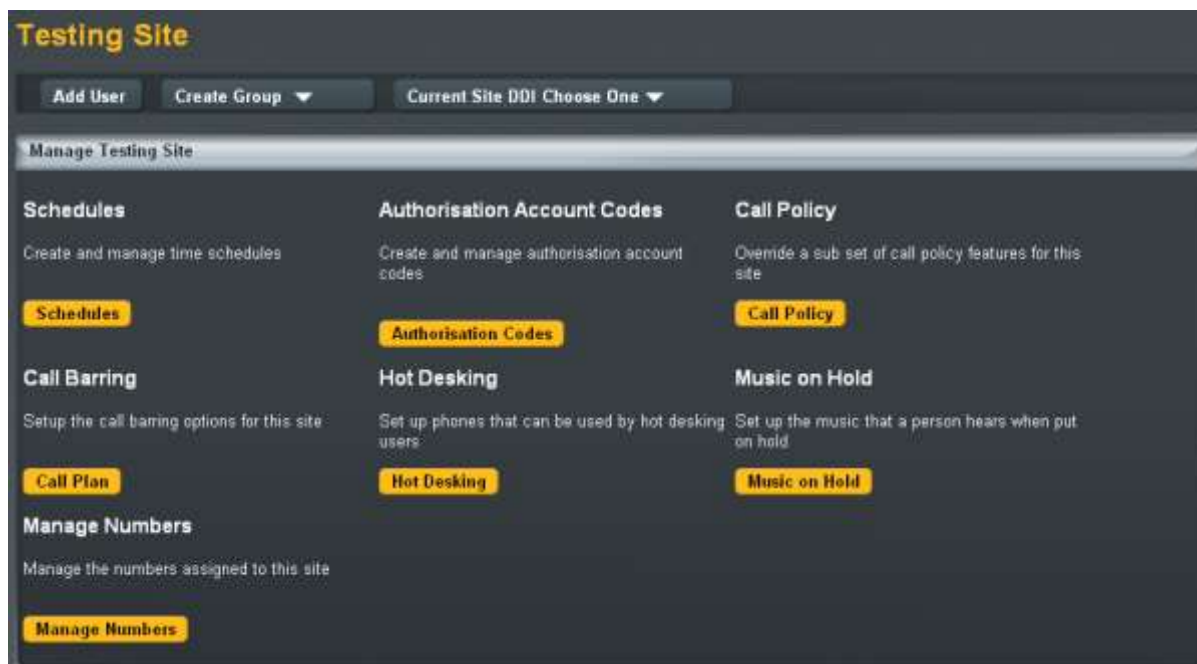 Testing Site
Add User Create Group Current Site DDI Choose One
Manage Testing Site
Schedules
Create and manage time schedules
Schedules
Authorisation Account Codes
Create and manage authorisation account
codes
Authorisation Codes
Call Policy
Override a sub set of call policy features for this
site
Call Policy
Call Barring
Setup the call barring options for this site
Call Plan
Hot Desking
Set up phones that can be used by hot desking
users
Hot Desking
Music on Hold
Set up the music that a person hears when put
on hold
Music on Hold
Manage Numbers
Manage the numbers assigned to this site
Manage Numbers